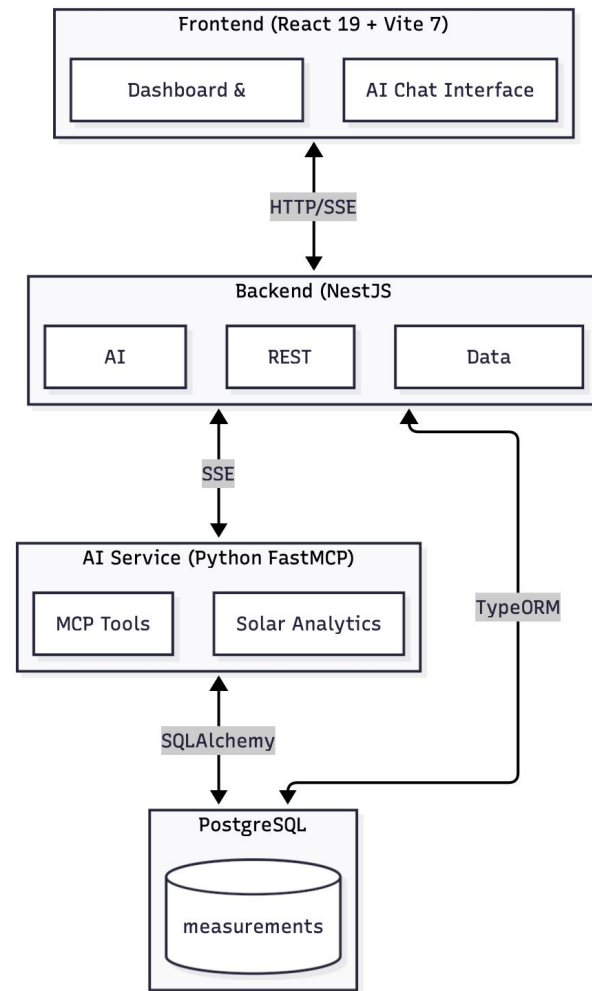 Frontend (React 19 + Vite 7)
Dashboard &
AI Chat Interface
HTTP/SSE
Backend (NestJS
AI
REST
Data
SSE
AI Service (Python FastMCP)
MCP Tools
Solar Analytics
TypeORM
SQLAlchemy
PostgreSQL
measurements